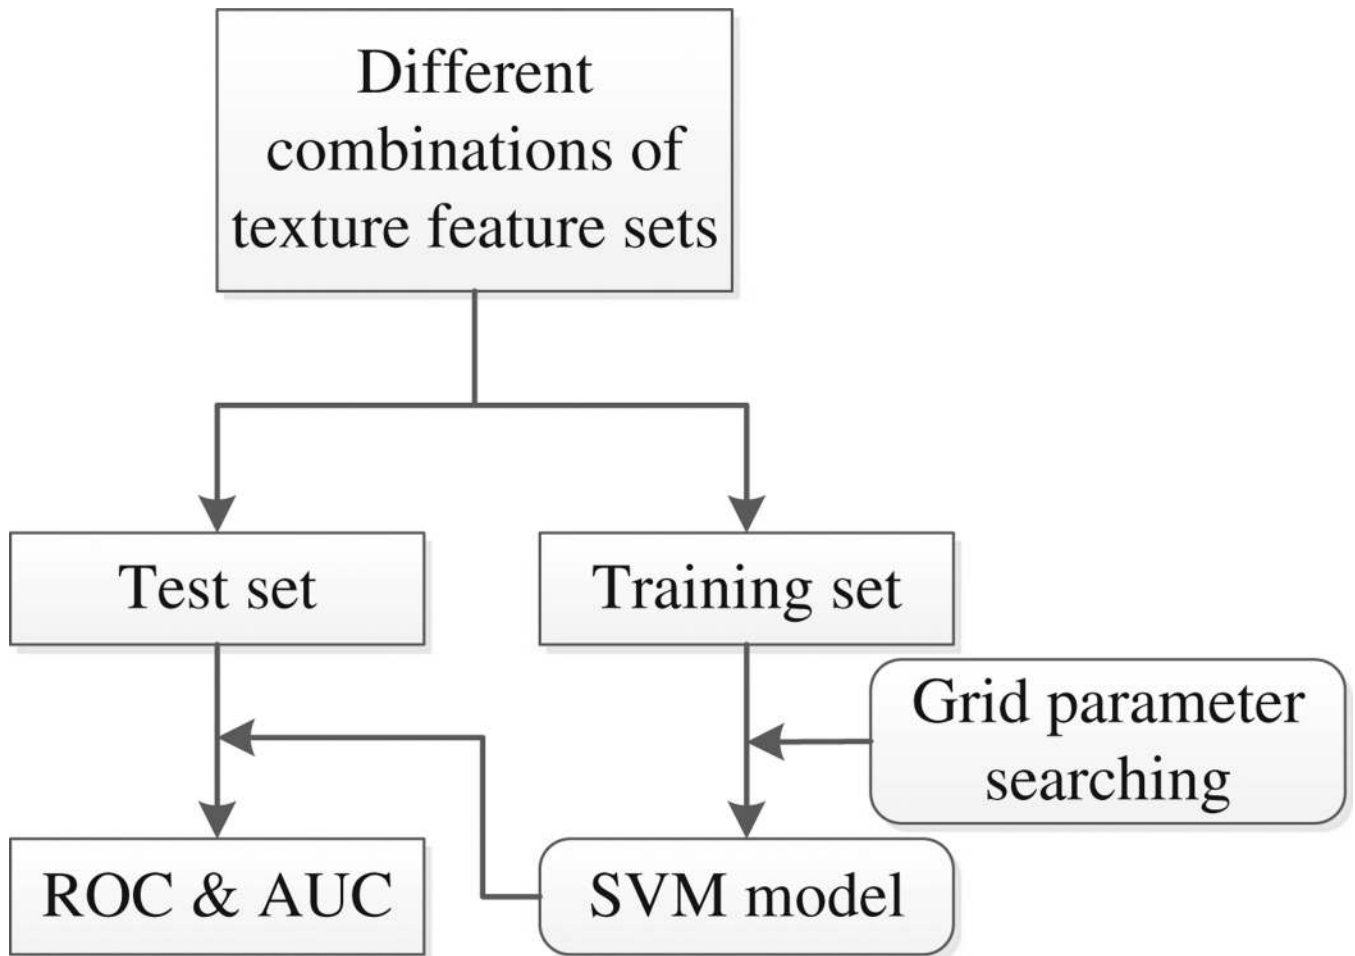 Different
combinations of
texture feature sets
Test set
Training set
Grid parameter
searching
ROC & AUC
SVM model